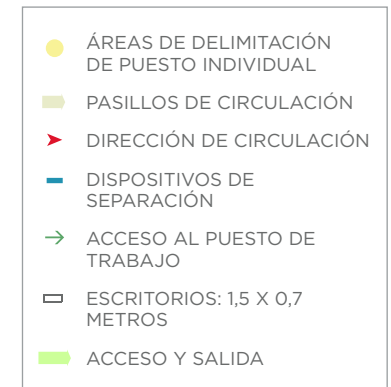 ÁREAS DE DELIMITACIÓN
DE PUESTO INDIVIDUAL
PASILLOS DE CIRCULACIÓN
DIRECCIÓN DE CIRCULACIÓN
DISPOSITIVOS DE
SEPARACIÓN
ACCESO AL PUESTO DE
TRABAJO
ESCRITORIOS: 1,5 X 0,7
METROS
ACCESO Y SALIDA